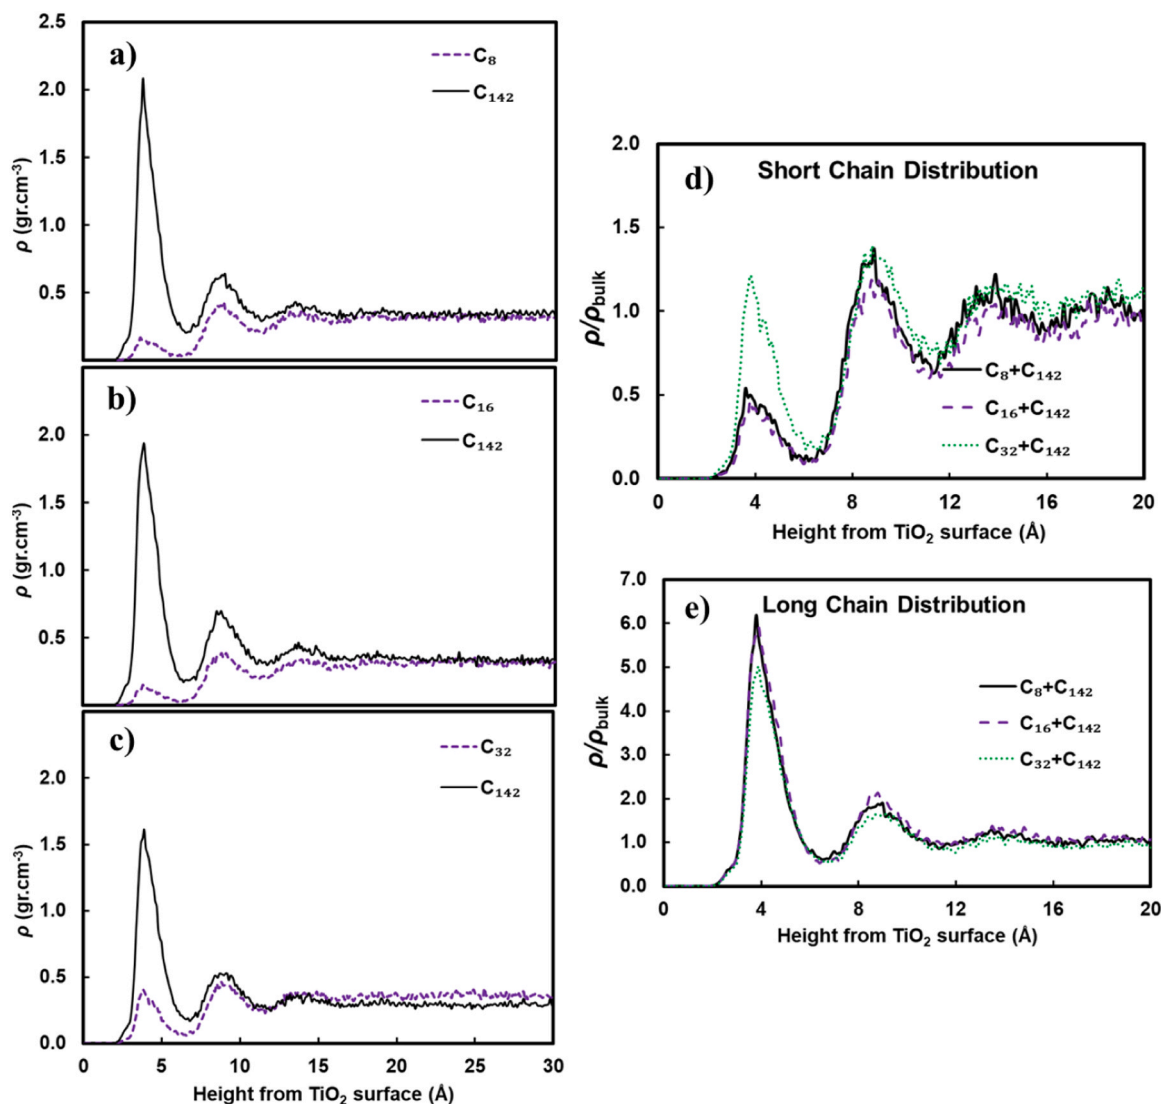 a)
C₈
C₁₄₂
2.5
2.0
1.5
1.0
0.5
ρ (gr.cm⁻³)
b)
C₁₆
C₁₄₂
2.0
1.5
1.0
0.5
ρ (gr.cm⁻³)
c)
C₃₂
C₁₄₂
2.0
1.5
1.0
0.5
0.0
ρ (gr.cm⁻³)
0 5 10 15 20 25 30
Height from TiO₂ surface (Å)
d)
Short Chain Distribution
2.0
1.5
1.0
0.5
0.0
ρ/ρbulk
C₈+C₁₄₂
C₁₆+C₁₄₂
C₃₂+C₁₄₂
0 4 8 12 16 20
Height from TiO₂ surface (Å)
e)
Long Chain Distribution
7.0
6.0
5.0
4.0
3.0
2.0
1.0
0.0
ρ/ρbulk
C₈+C₁₄₂
C₁₆+C₁₄₂
C₃₂+C₁₄₂
0 4 8 12 16 20
Height from TiO₂ surface (Å)